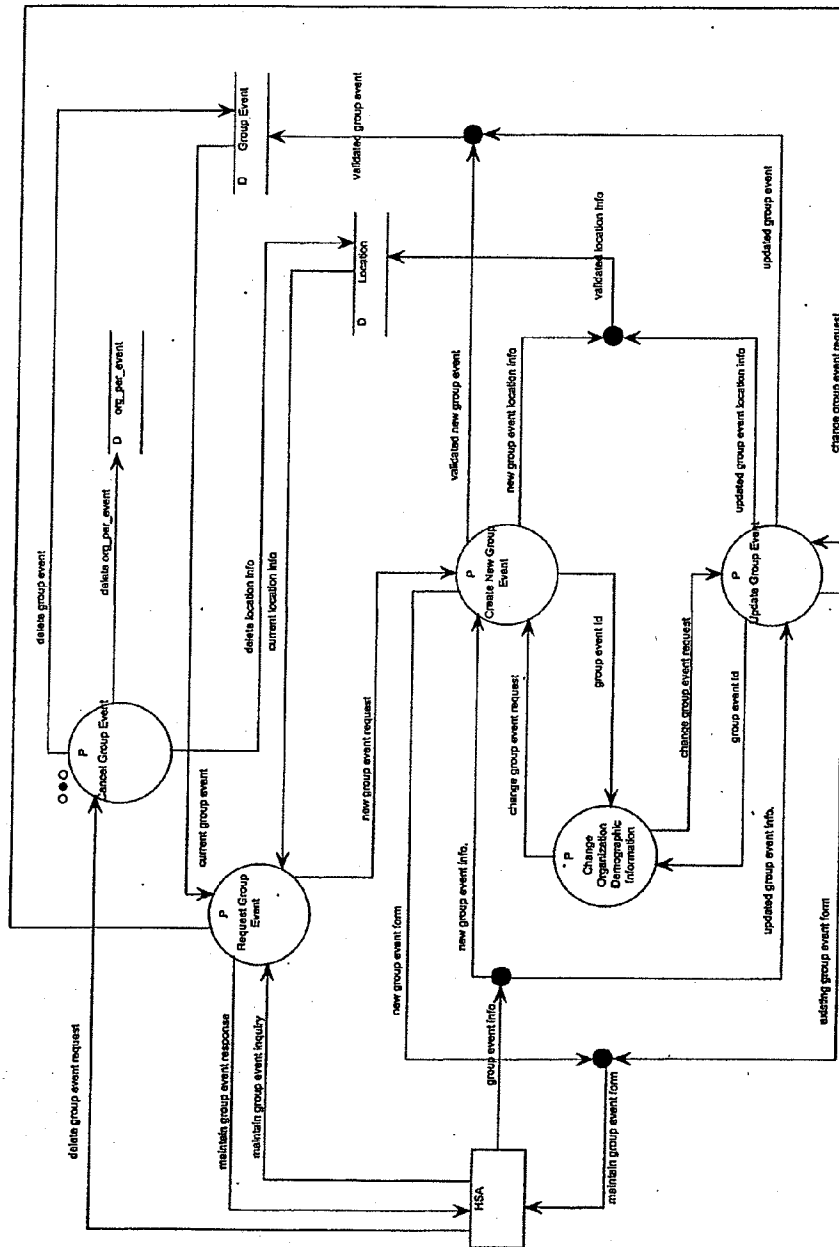 delete group event
D Group Event
validated group event
delete org_per_event
D org_per_event
delete location info
current location info
D Location
validated location info
P
Cancel Group Event
current group event
new group event request
validated new group event
new group event location info
updated group event location info
updated group event
change group event request
P
Request Group
Event
P
Create New Group
Event
group event id
change group event request
P
Change
Organization
Demographic
Information
change group event request
group event id
P
Update Group Event
delete group event request
maintain group event response
maintain group event inquiry
new group event form
new group event info.
updated group event info.
existing group event form
group event info.
maintain group event form
HSA